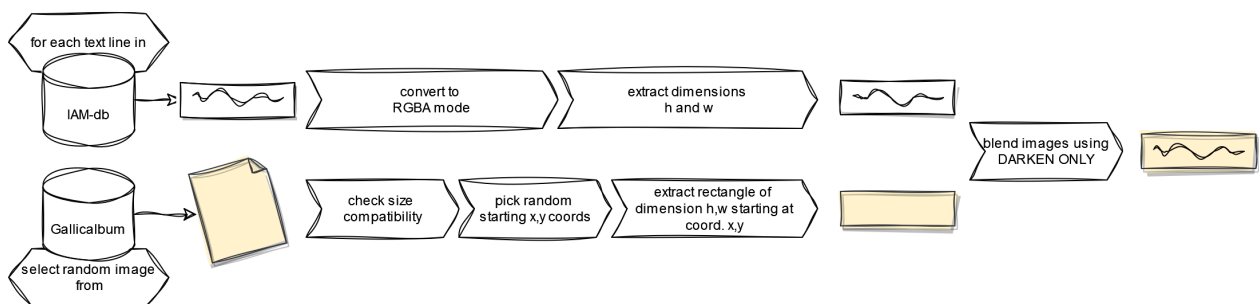 for each text line in
IAM-db
convert to
RGBA mode
extract dimensions
h and w
blend images using
DARKEN ONLY
Gallicalbum
select random image
from
check size
compatibility
pick random
starting x,y coords
extract rectangle of
dimension h,w starting at
coord. x,y